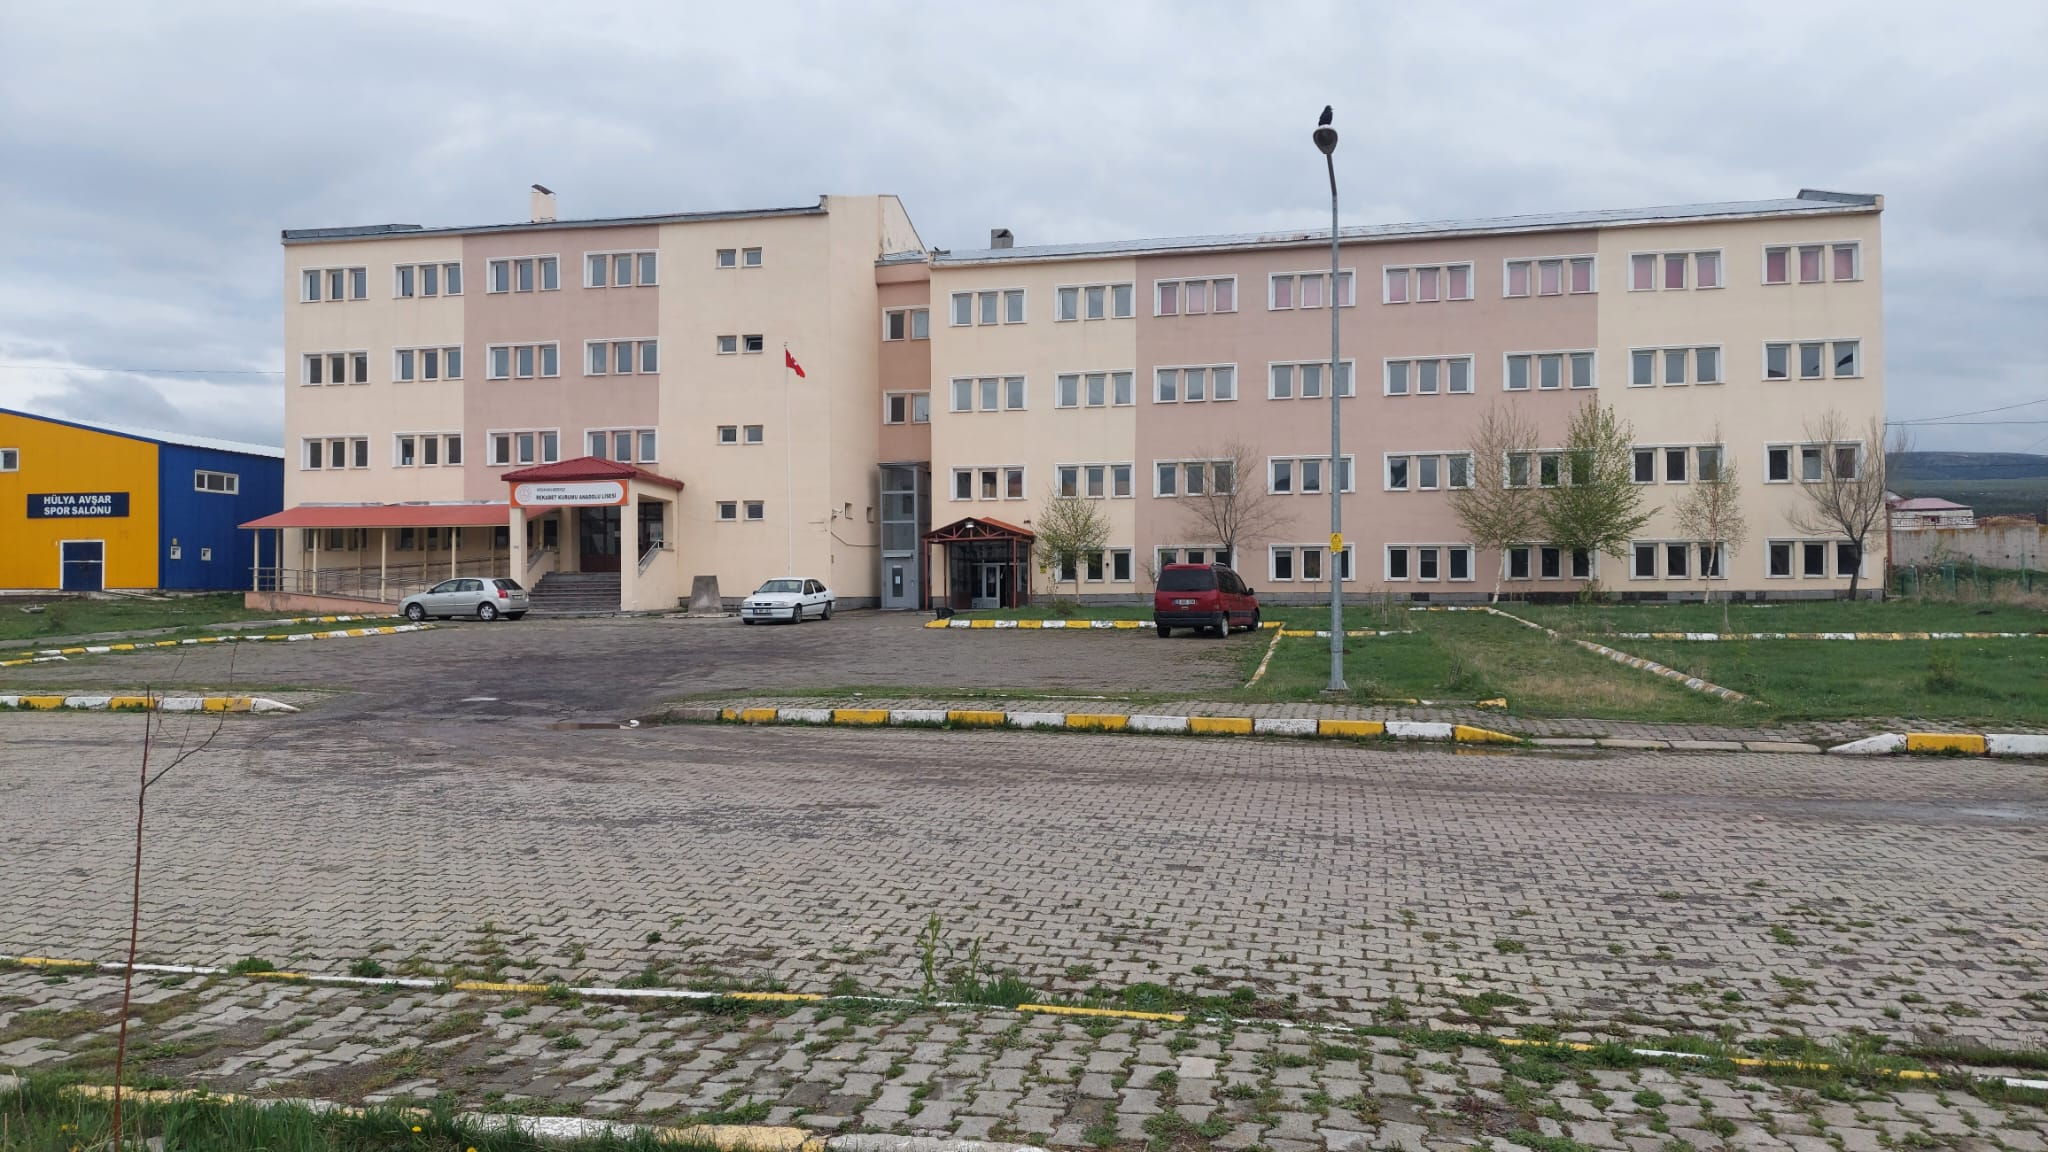 HÜLYA AVŞAR
SPOR SALONU
REKABET KURUMU ANADOLU LİSESİ